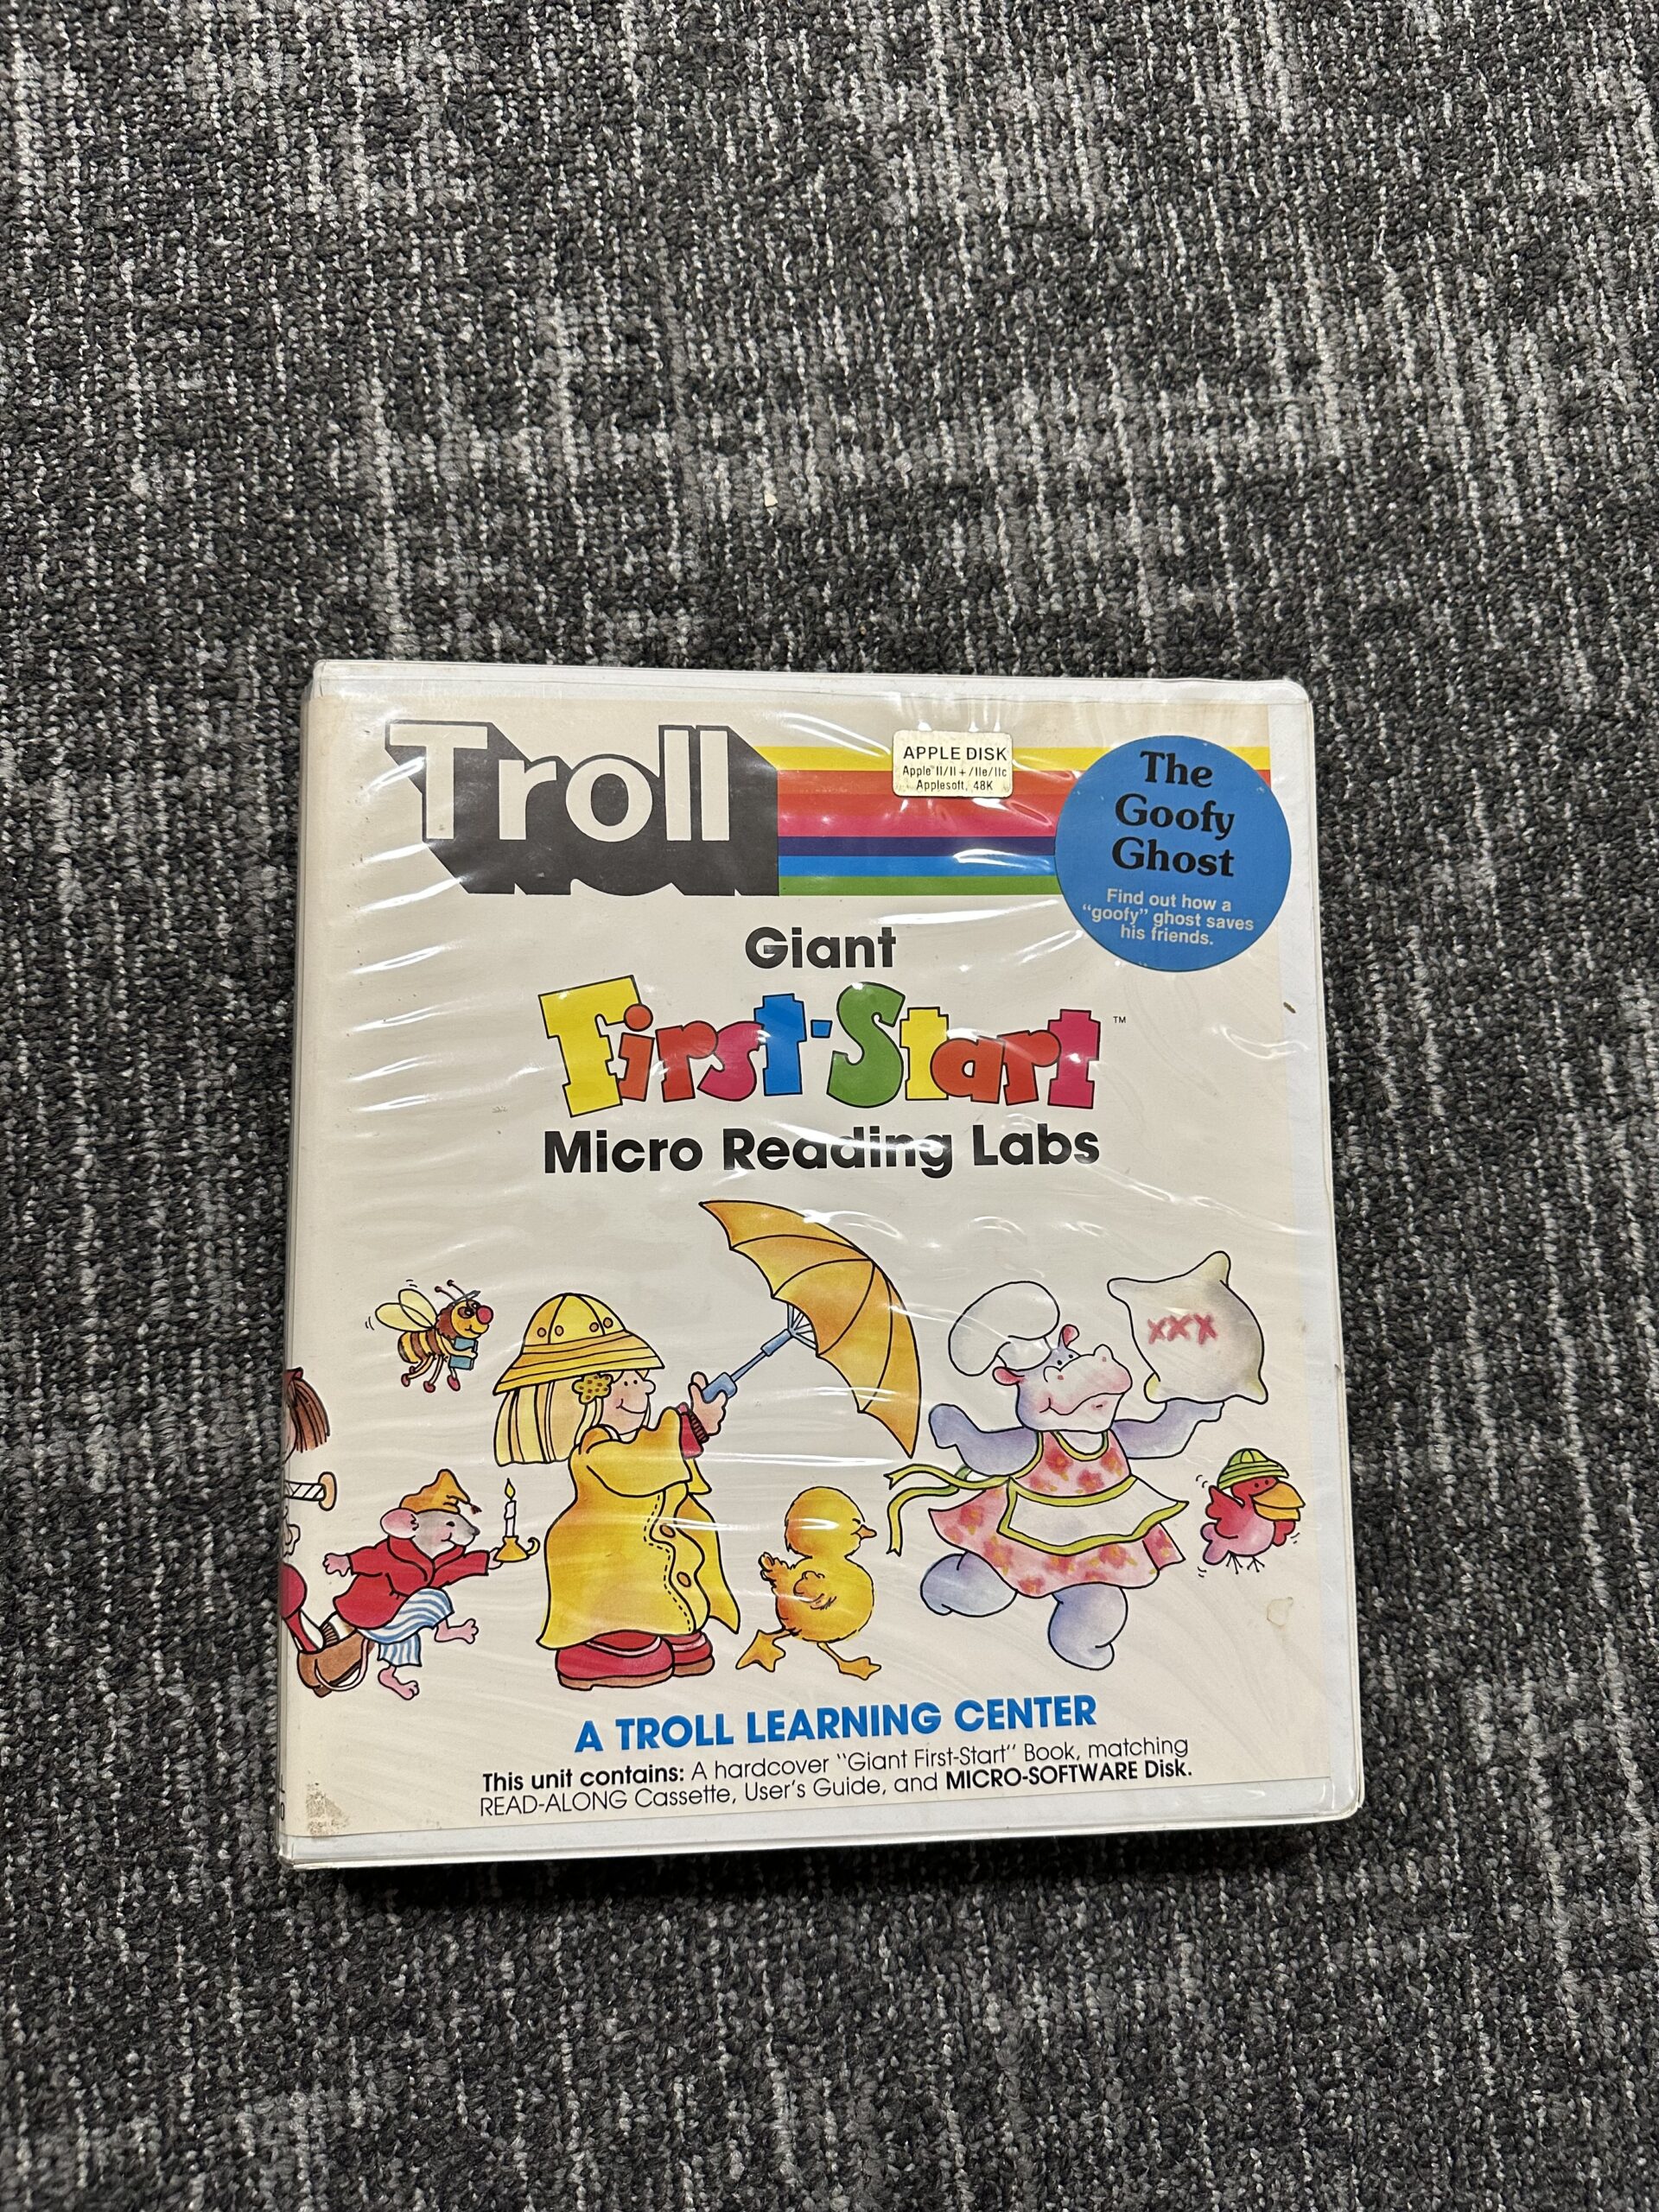 Troll
APPLE DISK
Apple II/II+/IIe/IIc
Applesoft, 48K
The
Goofy
Ghost
Find out how a
"goofy" ghost saves
his friends.
Giant
First-Start™
Micro Reading Labs
XXX
A TROLL LEARNING CENTER
This unit contains: A hardcover "Giant First-Start" Book, matching
READ-ALONG Cassette, User's Guide, and MICRO-SOFTWARE Disk.